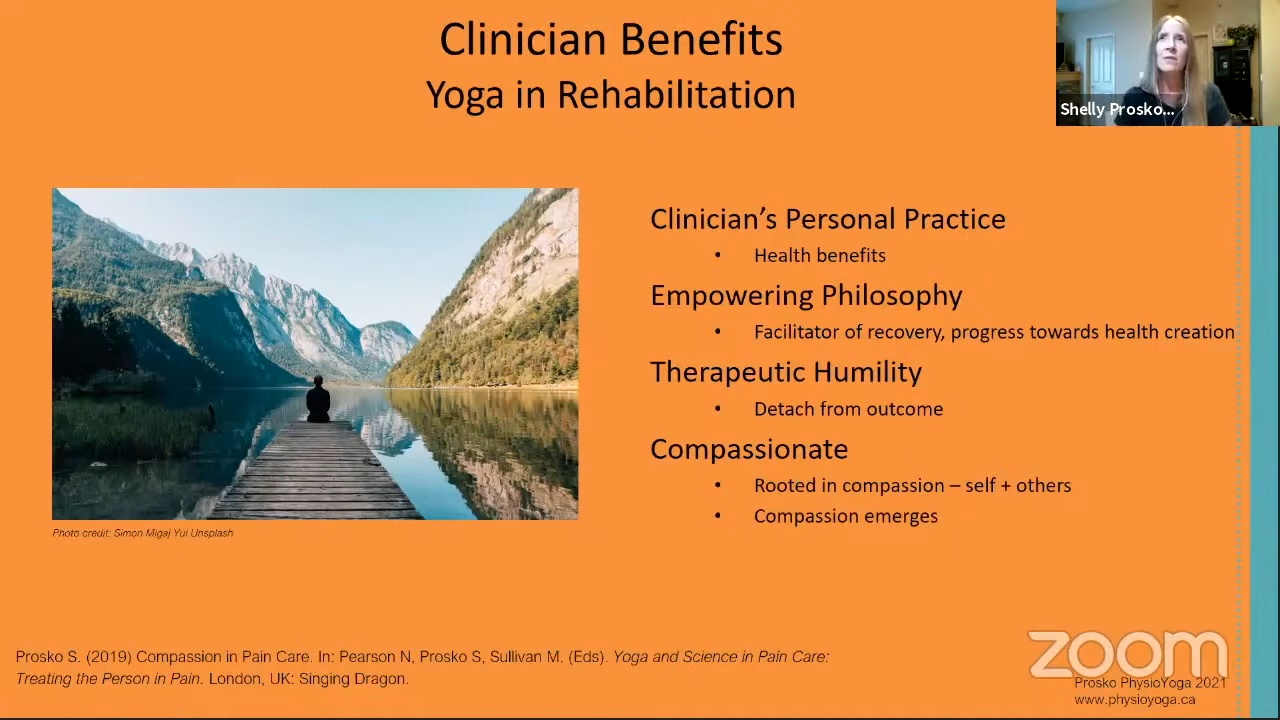 Clinician Benefits
Yoga in Rehabilitation
Shelly Prosko...
Clinician’s Personal Practice
• Health benefits
Empowering Philosophy
• Facilitator of recovery, progress towards health creation
Therapeutic Humility
• Detach from outcome
Compassionate
• Rooted in compassion – self + others
• Compassion emerges
Photo credit: Simon Migaj Yui Unsplash
Prosko S. (2019) Compassion in Pain Care. In: Pearson N, Prosko S, Sullivan M. (Eds). Yoga and Science in Pain Care:
Treating the Person in Pain. London, UK: Singing Dragon.
zoom
Prosko PhysioYoga 2021
www.physioyoga.ca